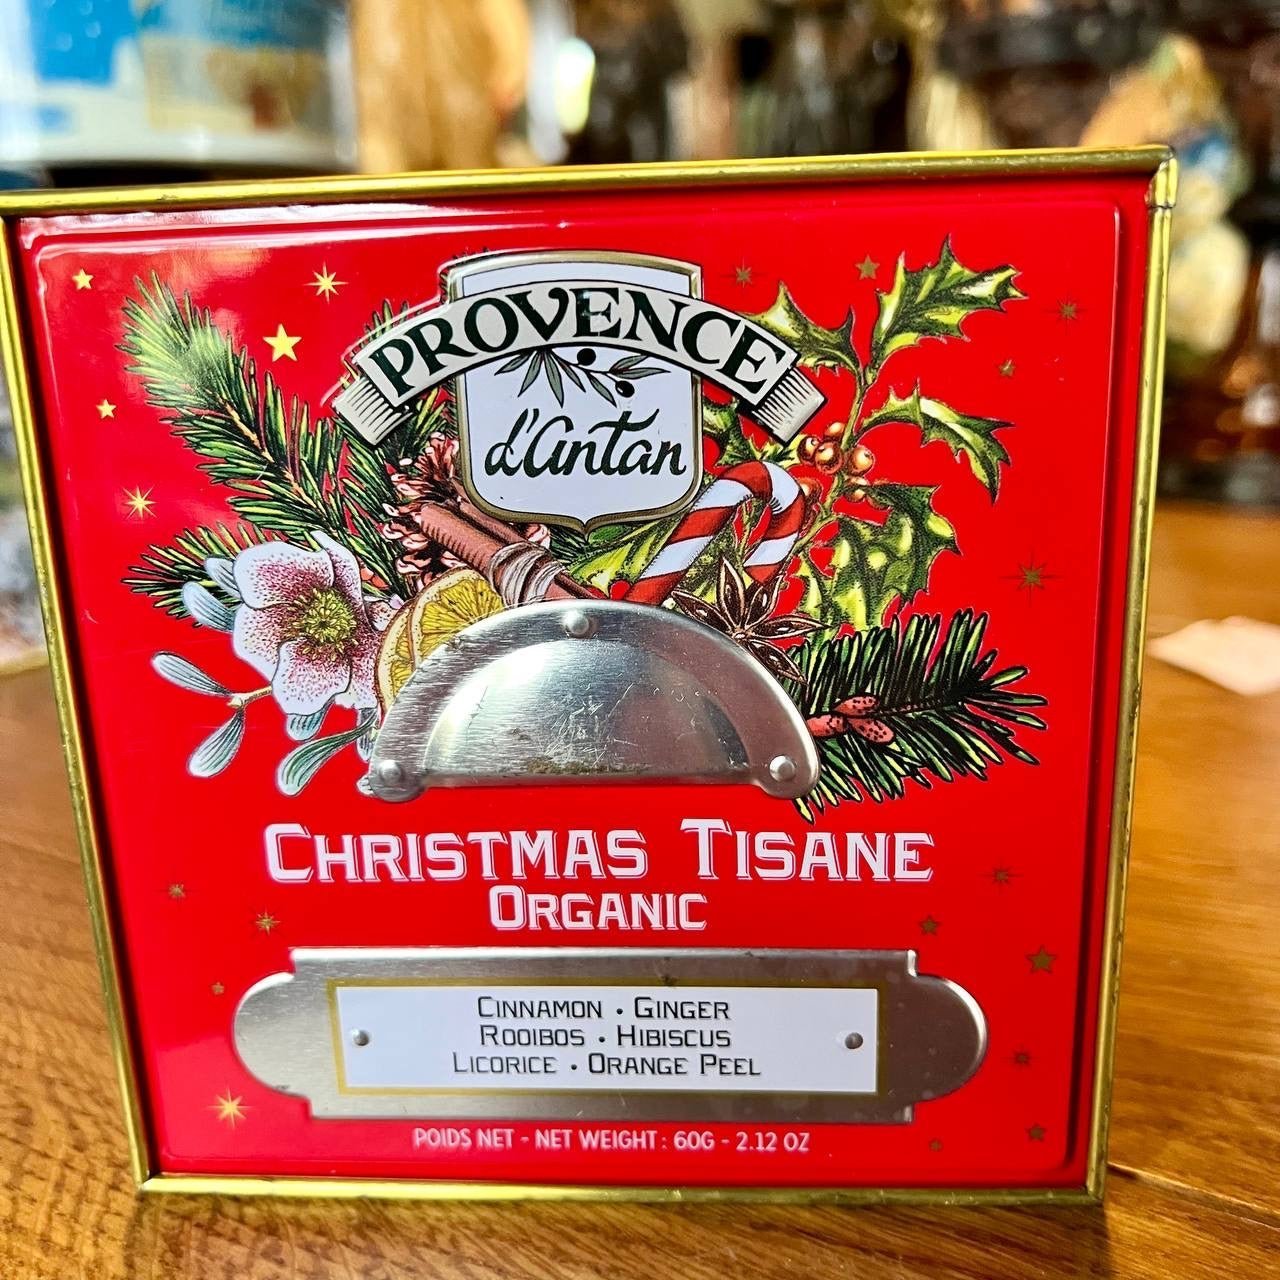 PROVENCE
d'antan
CHRISTMAS TISANE
ORGANIC
CINNAMON • GINGER
ROOIBOS • HIBISCUS
LICORICE • ORANGE PEEL
POIDS NET - NET WEIGHT : 60G - 2.12 OZ